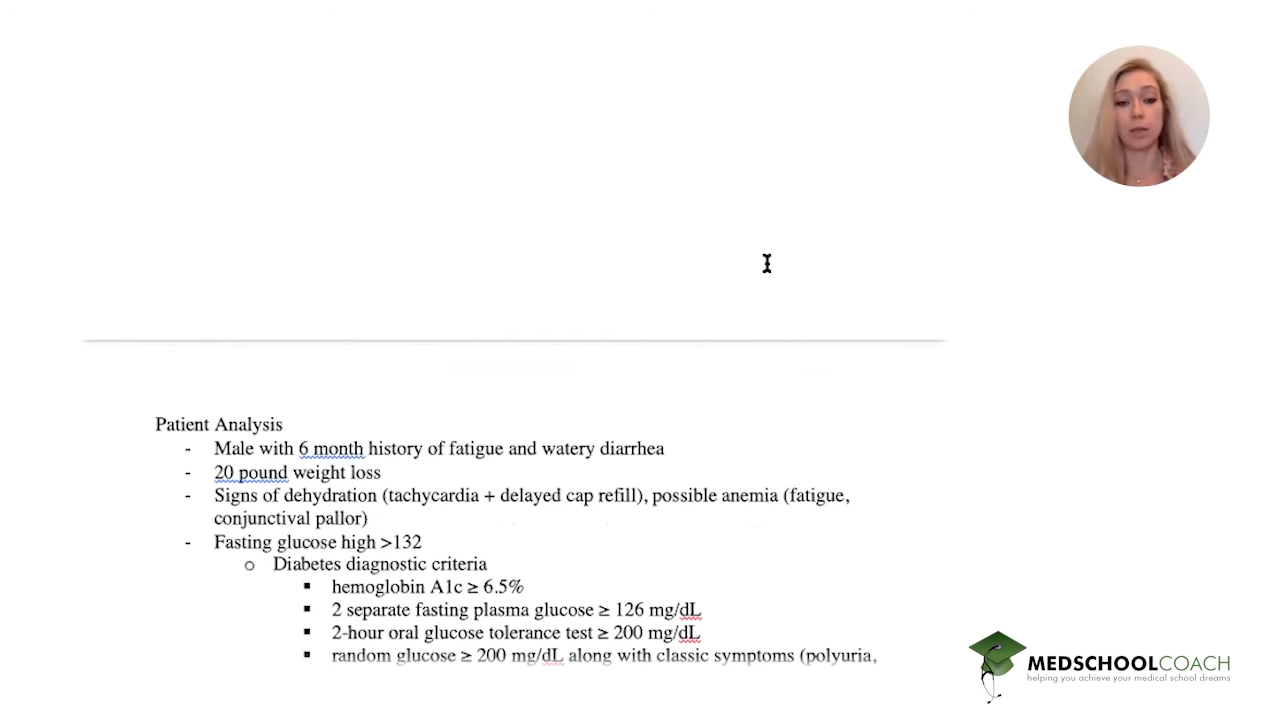 Patient Analysis
- Male with 6 month history of fatigue and watery diarrhea
- 20 pound weight loss
- Signs of dehydration (tachycardia + delayed cap refill), possible anemia (fatigue,
conjunctival pallor)
- Fasting glucose high >132
o Diabetes diagnostic criteria
▪ hemoglobin A1c ≥ 6.5%
▪ 2 separate fasting plasma glucose ≥ 126 mg/dL
▪ 2-hour oral glucose tolerance test ≥ 200 mg/dL
▪ random glucose ≥ 200 mg/dL along with classic symptoms (polyuria,
MEDSCHOOLCOACH
helping you achieve your medical school dreams